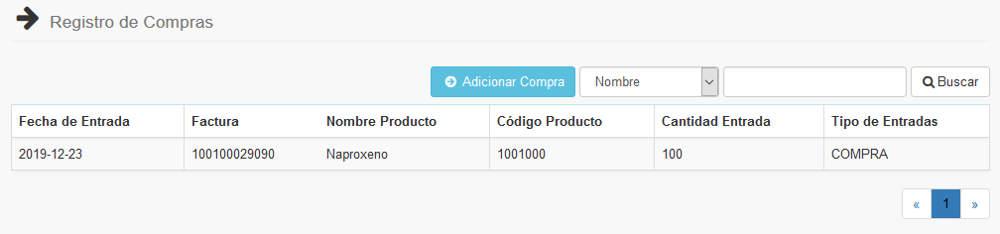 Registro de Compras
Adicionar Compra Nombre Buscar
Fecha de Entrada Factura Nombre Producto Código Producto Cantidad Entrada Tipo de Entradas
2019-12-23 100100029090 Naproxeno 1001000 100 COMPRA
« 1 »